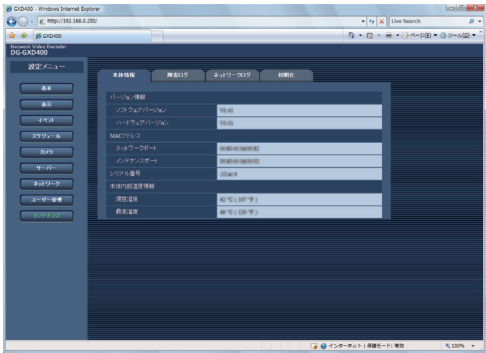 GXD400 - Windows Internet Explorer
http://192.168.0.250/
Live Search
GXD400
ページ(P)
ツール(O)
Network Video Decoder
DG-GXD400
設定メニュー
本体情報
障害ログ
ネットワークログ
初期化
基本
表示
イベント
スケジュール
カメラ
サーバー
ネットワーク
ユーザー管理
メンテナンス
バージョン情報
ソフトウェアバージョン
ハードウェアバージョン
MACアドレス
ネットワークポート
メンテナンスポート
シリアル番号
本体内部温度情報
現在温度
42 ℃ ( 107 ℉ )
最高温度
インターネット | 保護モード: 無効
100%